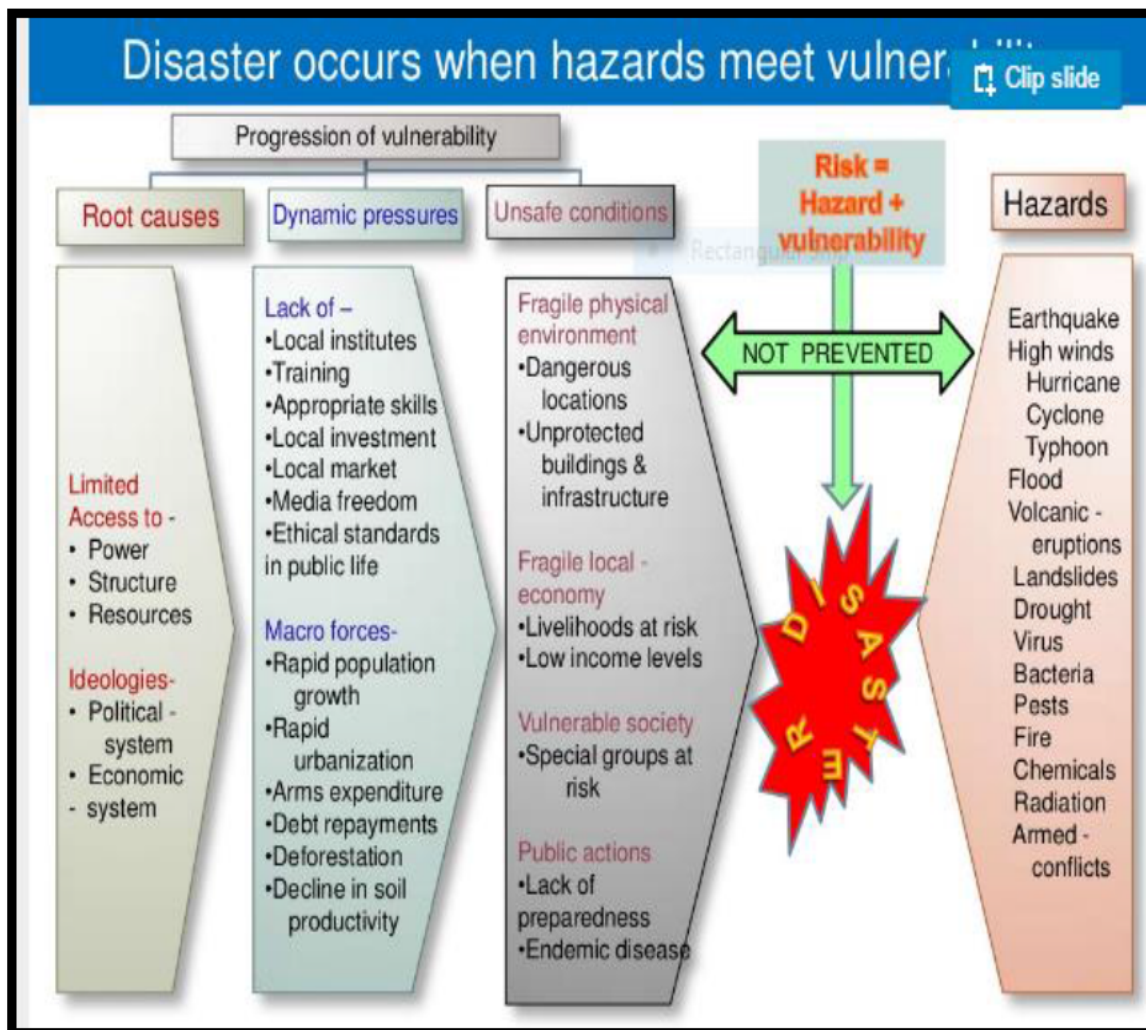 Disaster occurs when hazards meet
Clip slide
Progression of vulnerability
Root causes
Dynamic pressures
Unsafe conditions
Risk =
Hazard +
vulnerability
Hazards
Limited
Access to -
• Power
• Structure
• Resources
Ideologies-
• Political -
system
• Economic
- system
Lack of –
•Local institutes
•Training
•Appropriate skills
•Local investment
•Local market
•Media freedom
•Ethical standards
in public life
Macro forces-
•Rapid population
growth
•Rapid
urbanization
•Arms expenditure
•Debt repayments
•Deforestation
•Decline in soil
productivity
Fragile physical
environment
•Dangerous
locations
•Unprotected
buildings &
infrastructure
Fragile local -
economy
•Livelihoods at risk
•Low income levels
Vulnerable society
•Special groups at
risk
Public actions
•Lack of
preparedness
•Endemic disease
NOT PREVENTED
DISASTER
Earthquake
High winds
Hurricane
Cyclone
Typhoon
Flood
Volcanic -
eruptions
Landslides
Drought
Virus
Bacteria
Pests
Fire
Chemicals
Radiation
Armed -
conflicts